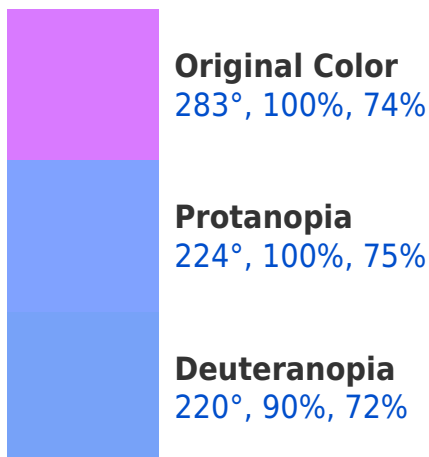 Original Color
283°, 100%, 74%
Protanopia
224°, 100%, 75%
Deuteranopia
220°, 90%, 72%